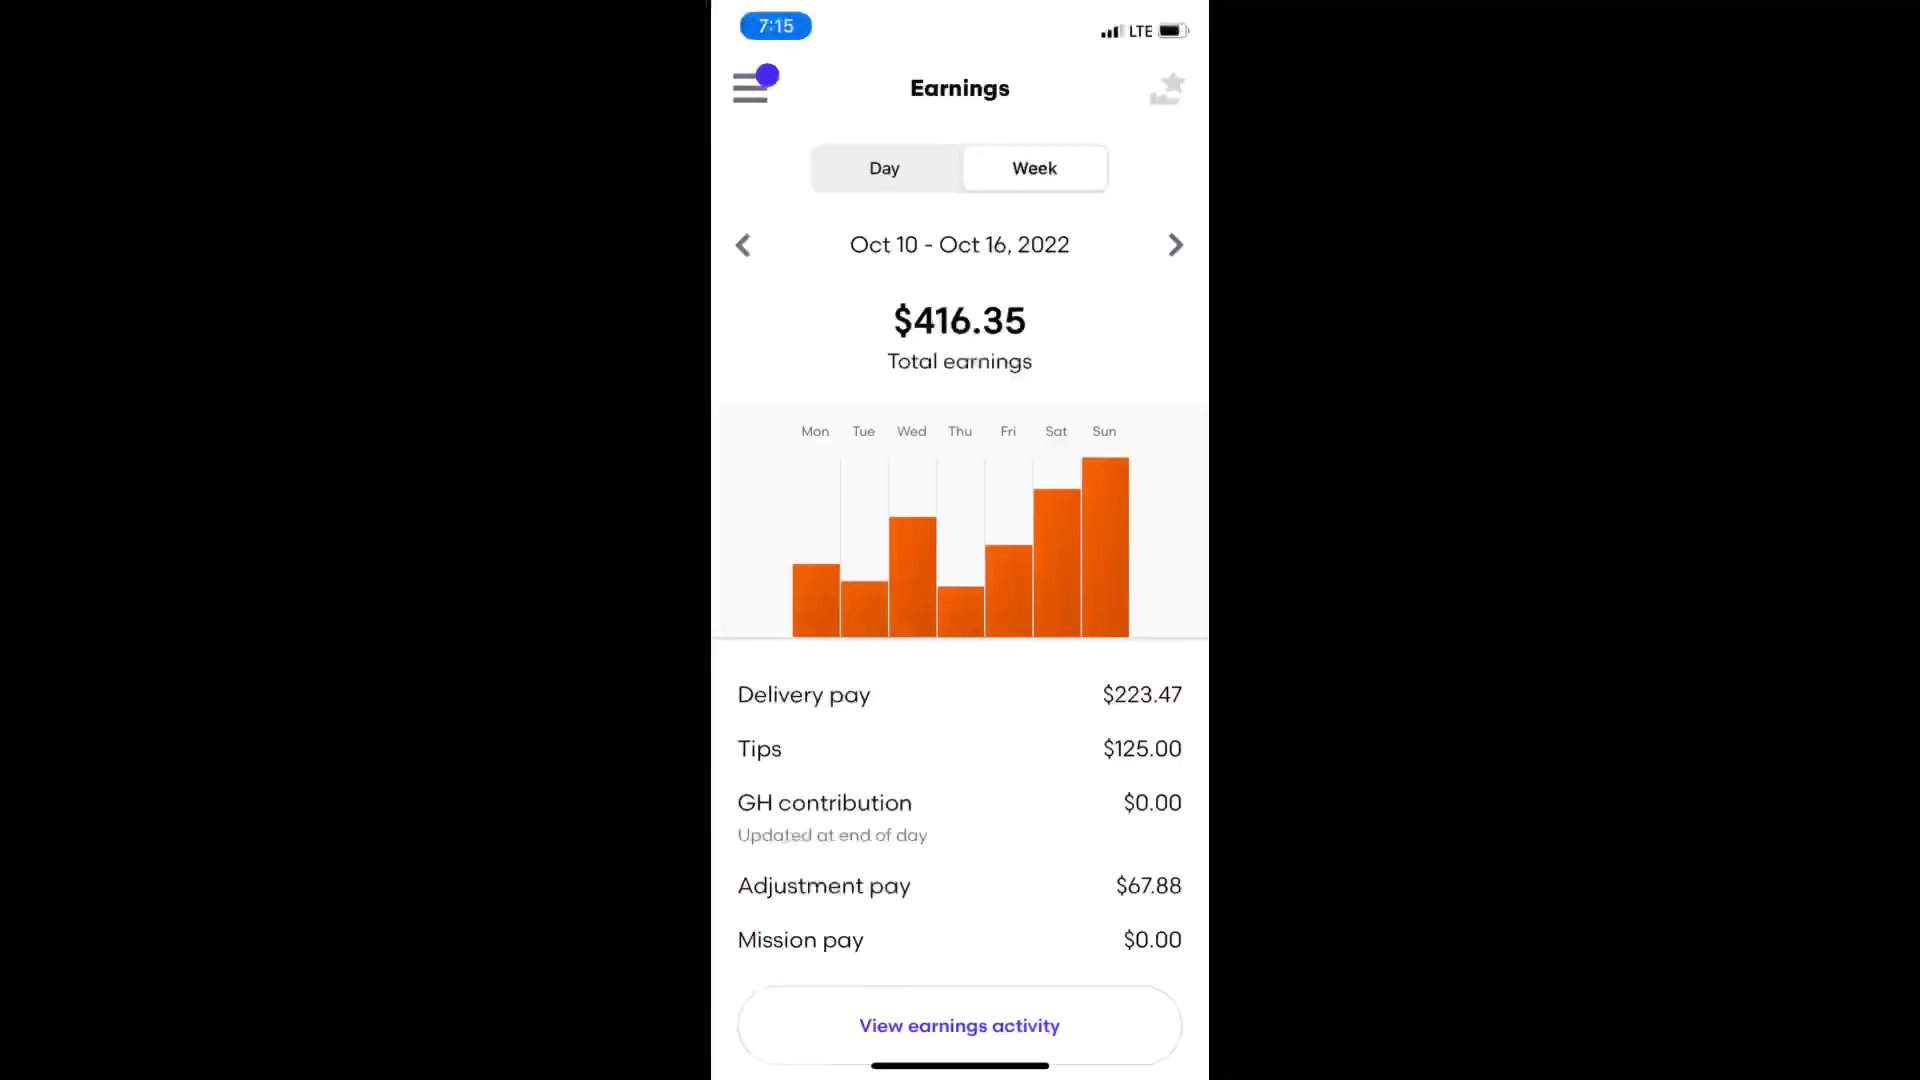 7:15 LTE
Earnings
Day Week
Oct 10 - Oct 16, 2022
$416.35
Total earnings
Mon Tue Wed Thu Fri Sat Sun
Delivery pay $223.47
Tips $125.00
GH contribution $0.00
Updated at end of day
Adjustment pay $67.88
Mission pay $0.00
View earnings activity